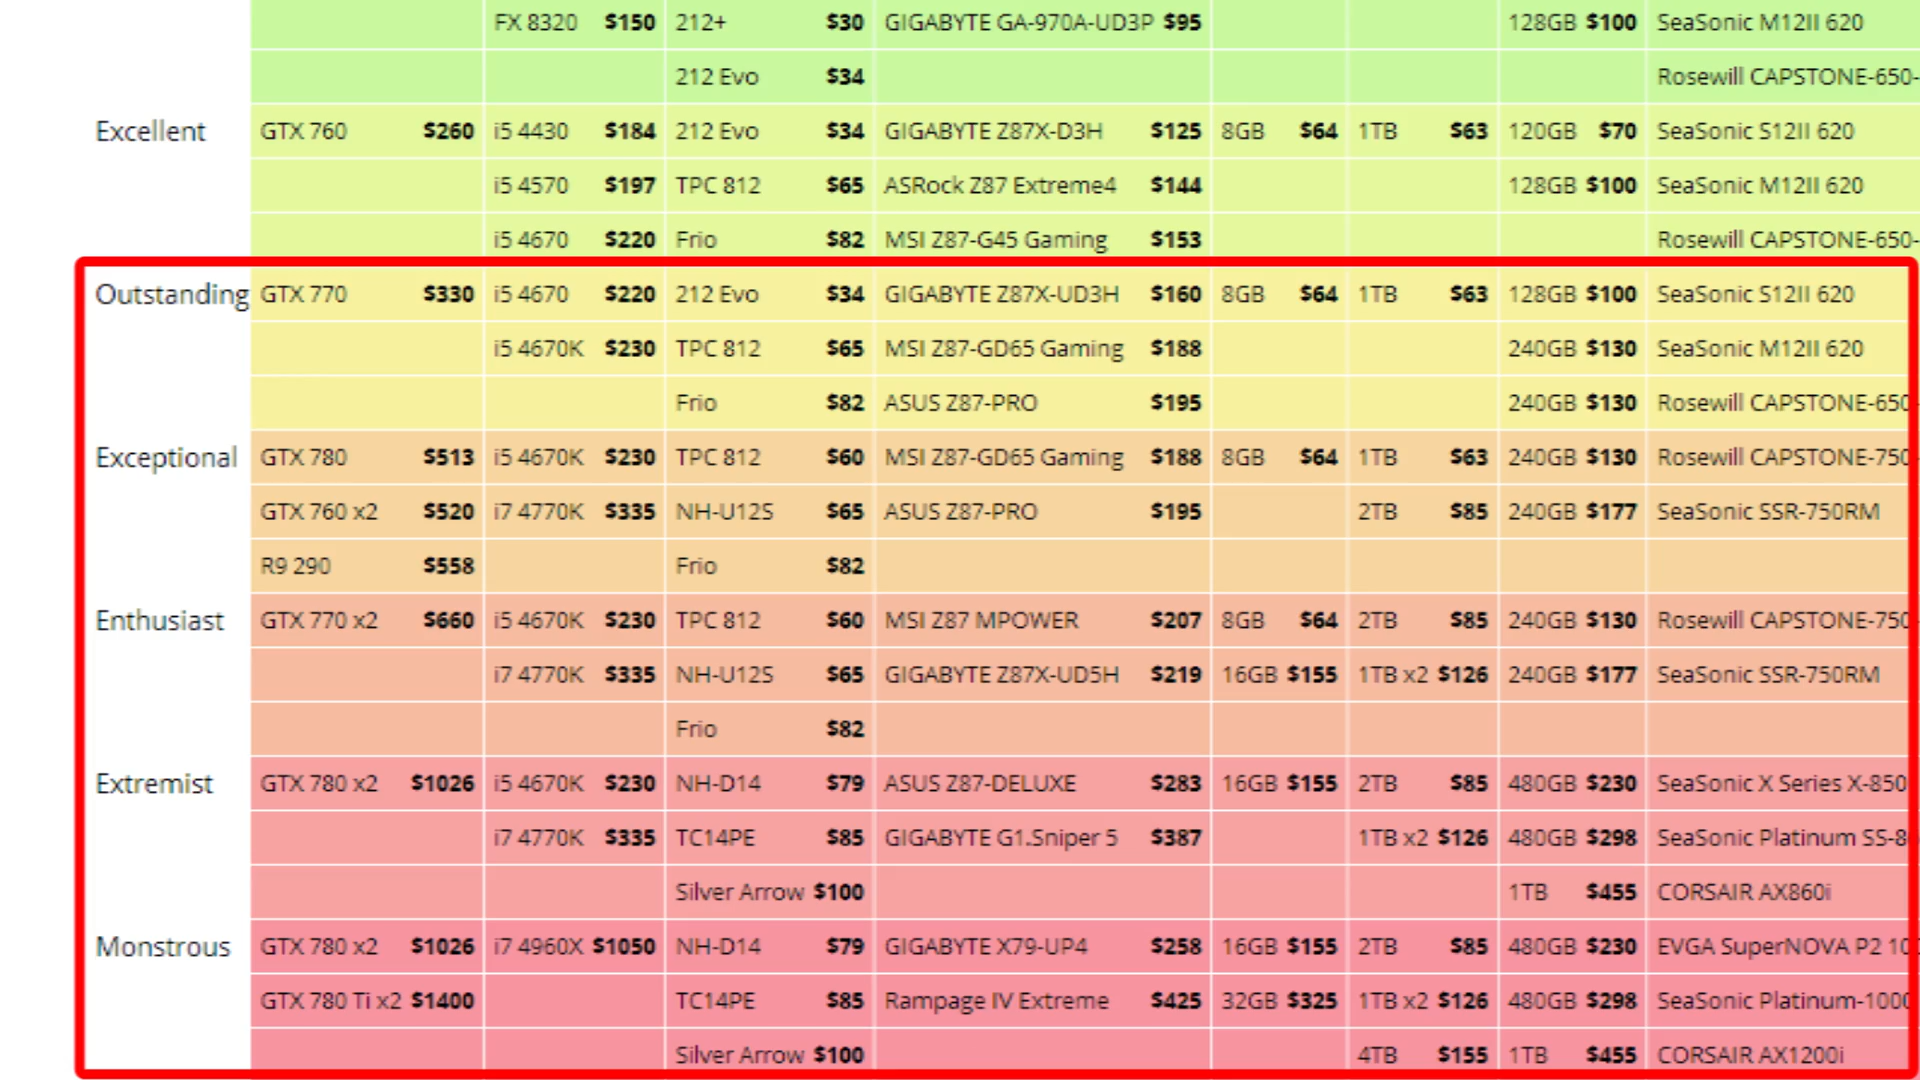 FX 8320 $150 212+ $30 GIGABYTE GA-970A-UD3P $95 128GB $100 SeaSonic M12II 620
212 Evo $34 Rosewill CAPSTONE-650-
Excellent GTX 760 $260 i5 4430 $184 212 Evo $34 GIGABYTE Z87X-D3H $125 8GB $64 1TB $63 120GB $70 SeaSonic S12II 620
i5 4570 $197 TPC 812 $65 ASRock Z87 Extreme4 $144 128GB $100 SeaSonic M12II 620
i5 4670 $220 Frio $82 MSI Z87-G45 Gaming $153 Rosewill CAPSTONE-650-
Outstanding GTX 770 $330 i5 4670 $220 212 Evo $34 GIGABYTE Z87X-UD3H $160 8GB $64 1TB $63 128GB $100 SeaSonic S12II 620
i5 4670K $230 TPC 812 $65 MSI Z87-GD65 Gaming $188 240GB $130 SeaSonic M12II 620
Frio $82 ASUS Z87-PRO $195 240GB $130 Rosewill CAPSTONE-650
Exceptional GTX 780 $513 i5 4670K $230 TPC 812 $60 MSI Z87-GD65 Gaming $188 8GB $64 1TB $63 240GB $130 Rosewill CAPSTONE-750
GTX 760 x2 $520 i7 4770K $335 NH-U12S $65 ASUS Z87-PRO $195 2TB $85 240GB $177 SeaSonic SSR-750RM
R9 290 $558 Frio $82
Enthusiast GTX 770 x2 $660 i5 4670K $230 TPC 812 $60 MSI Z87 MPOWER $207 8GB $64 2TB $85 240GB $130 Rosewill CAPSTONE-750
i7 4770K $335 NH-U12S $65 GIGABYTE Z87X-UD5H $219 16GB $155 1TB x2 $126 240GB $177 SeaSonic SSR-750RM
Frio $82
Extremist GTX 780 x2 $1026 i5 4670K $230 NH-D14 $79 ASUS Z87-DELUXE $283 16GB $155 2TB $85 480GB $230 SeaSonic X Series X-850
i7 4770K $335 TC14PE $85 GIGABYTE G1.Sniper 5 $387 1TB x2 $126 480GB $298 SeaSonic Platinum SS-8
Silver Arrow $100 1TB $455 CORSAIR AX860i
Monstrous GTX 780 x2 $1026 i7 4960X $1050 NH-D14 $79 GIGABYTE X79-UP4 $258 16GB $155 2TB $85 480GB $230 EVGA SuperNOVA P2 10
GTX 780 Ti x2 $1400 TC14PE $85 Rampage IV Extreme $425 32GB $325 1TB x2 $126 480GB $298 SeaSonic Platinum-1000
Silver Arrow $100 4TB $155 1TB $455 CORSAIR AX1200i